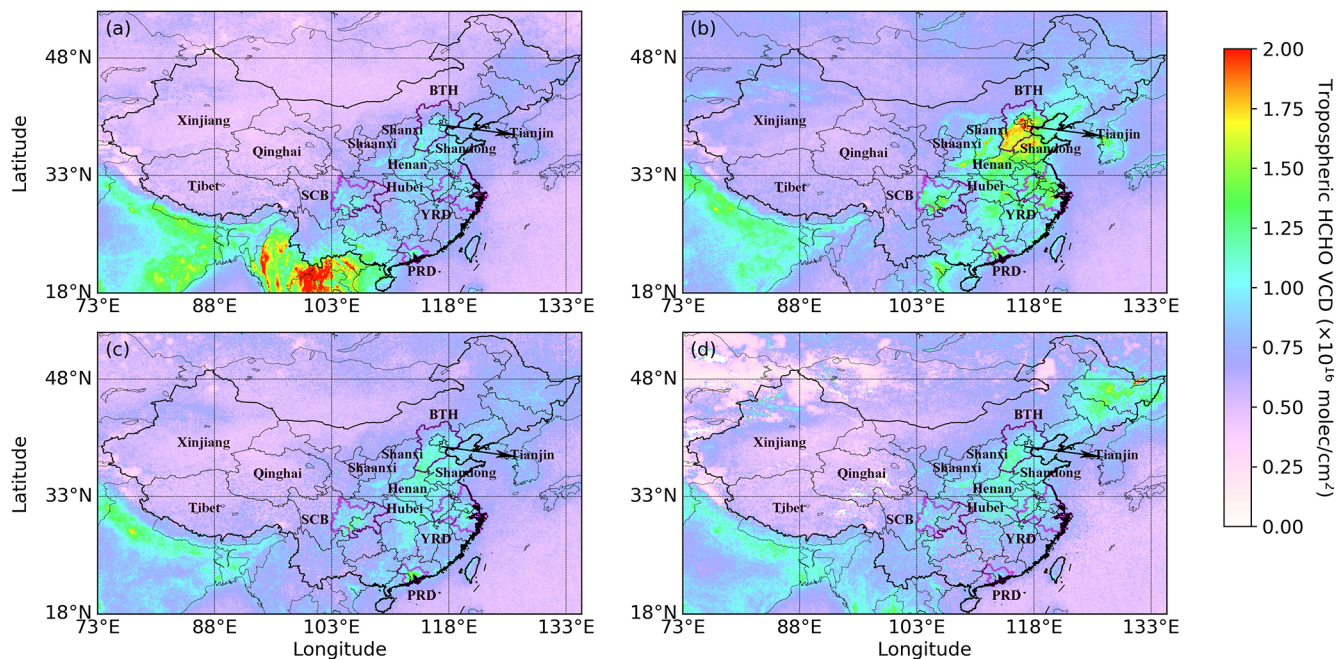 (a)
BTH
Xinjiang
Shanxi
Tianjin
Qinghai
Shaanxi
Shandong
Henan
Tibet
SCB
Hubei
YRD
PRD
48°N
33°N
18°N
Latitude
73°E 88°E 103°E 118°E 133°E
(b)
BTH
Xinjiang
Shanxi
Tianjin
Qinghai
Shaanxi
Shandong
Henan
Tibet
SCB
Hubei
YRD
PRD
48°N
33°N
18°N
73°E 88°E 103°E 118°E 133°E
(c)
BTH
Xinjiang
Shanxi
Tianjin
Qinghai
Shaanxi
Shandong
Henan
Tibet
SCB
Hubei
YRD
PRD
48°N
33°N
18°N
Latitude
73°E 88°E 103°E 118°E 133°E
Longitude
(d)
BTH
Xinjiang
Shanxi
Tianjin
Qinghai
Shaanxi
Shandong
Henan
Tibet
SCB
Hubei
YRD
PRD
48°N
33°N
18°N
73°E 88°E 103°E 118°E 133°E
Longitude
2.00
1.75
1.50
1.25
1.00
0.75
0.50
0.25
0.00
Tropospheric HCHO VCD (×10¹⁶ molec/cm²)